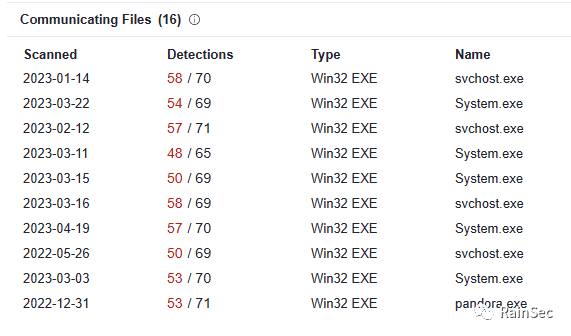 Communicating Files (16)
Scanned Detections Type Name
2023-01-14 58 / 70 Win32 EXE svchost.exe
2023-03-22 54 / 69 Win32 EXE System.exe
2023-02-12 57 / 71 Win32 EXE svchost.exe
2023-03-11 48 / 65 Win32 EXE System.exe
2023-03-15 50 / 69 Win32 EXE System.exe
2023-03-16 58 / 69 Win32 EXE svchost.exe
2023-04-19 57 / 70 Win32 EXE System.exe
2022-05-26 50 / 69 Win32 EXE svchost.exe
2023-03-03 53 / 70 Win32 EXE System.exe
2022-12-31 53 / 71 Win32 EXE pandora.exe
RainSec